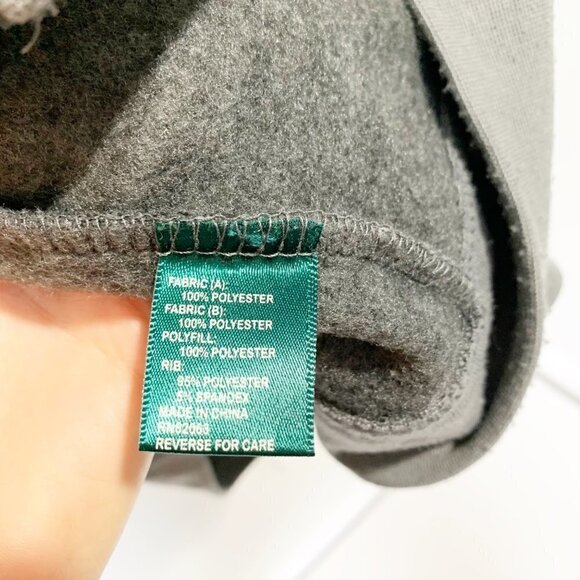 FABRIC (A):
100% POLYESTER
FABRIC (B):
100% POLYESTER
POLYFILL:
100% POLYESTER
RIB:
95% POLYESTER
5% SPANDEX
MADE IN CHINA
REVERSE FOR CARE